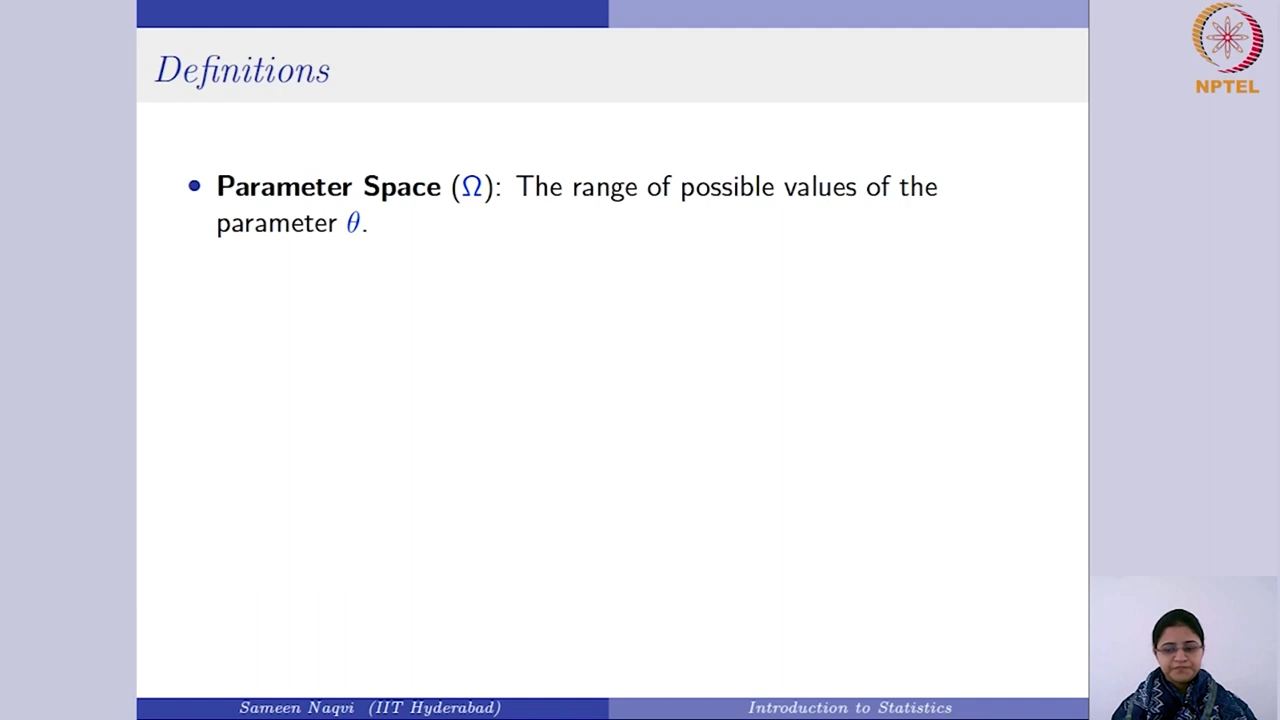 Definitions
NPTEL
• Parameter Space (Ω): The range of possible values of the
parameter θ.
Sameen Naqvi (IIT Hyderabad)
Introduction to Statistics